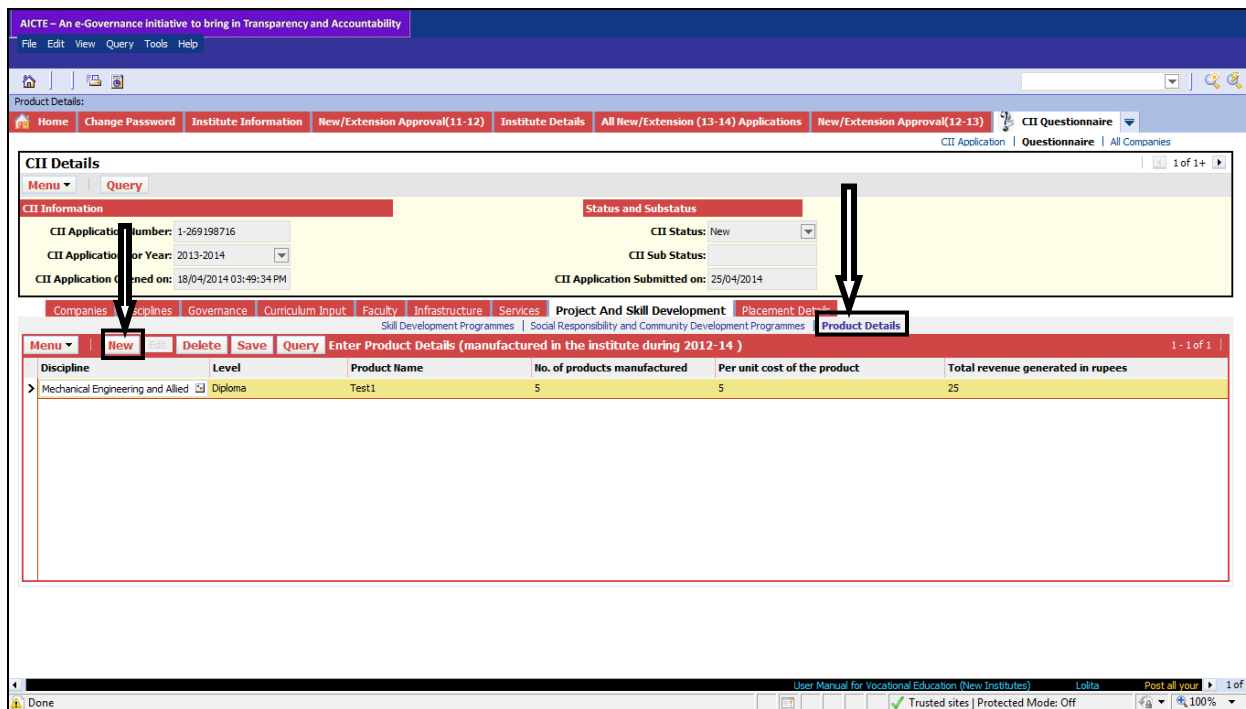 AICTE – An e-Governance initiative to bring in Transparency and Accountability
File Edit View Query Tools Help
Product Details:
Home Change Password Institute Information New/Extension Approval(11-12) Institute Details All New/Extension (13-14) Applications New/Extension Approval(12-13) CII Questionnaire
CII Application | Questionnaire | All Companies
CII Details 1 of 1+
Menu Query
CII Information Status and Substatus
CII Application Number: 1-269198716 CII Status: New
CII Application for Year: 2013-2014 CII Sub Status:
CII Application Opened on: 18/04/2014 03:49:34 PM CII Application Submitted on: 25/04/2014
Companies Disciplines Governance Curriculum Input Faculty Infrastructure Services Project And Skill Development Placement Details
Skill Development Programmes | Social Responsibility and Community Development Programmes | Product Details
Menu New Edit Delete Save Query Enter Product Details (manufactured in the institute during 2012-14 ) 1 - 1 of 1
Discipline Level Product Name No. of products manufactured Per unit cost of the product Total revenue generated in rupees
Mechanical Engineering and Allied Diploma Test1 5 5 25
User Manual for Vocational Education (New Institutes) Lolita Post all your 1 of
Done Trusted sites | Protected Mode: Off 100%